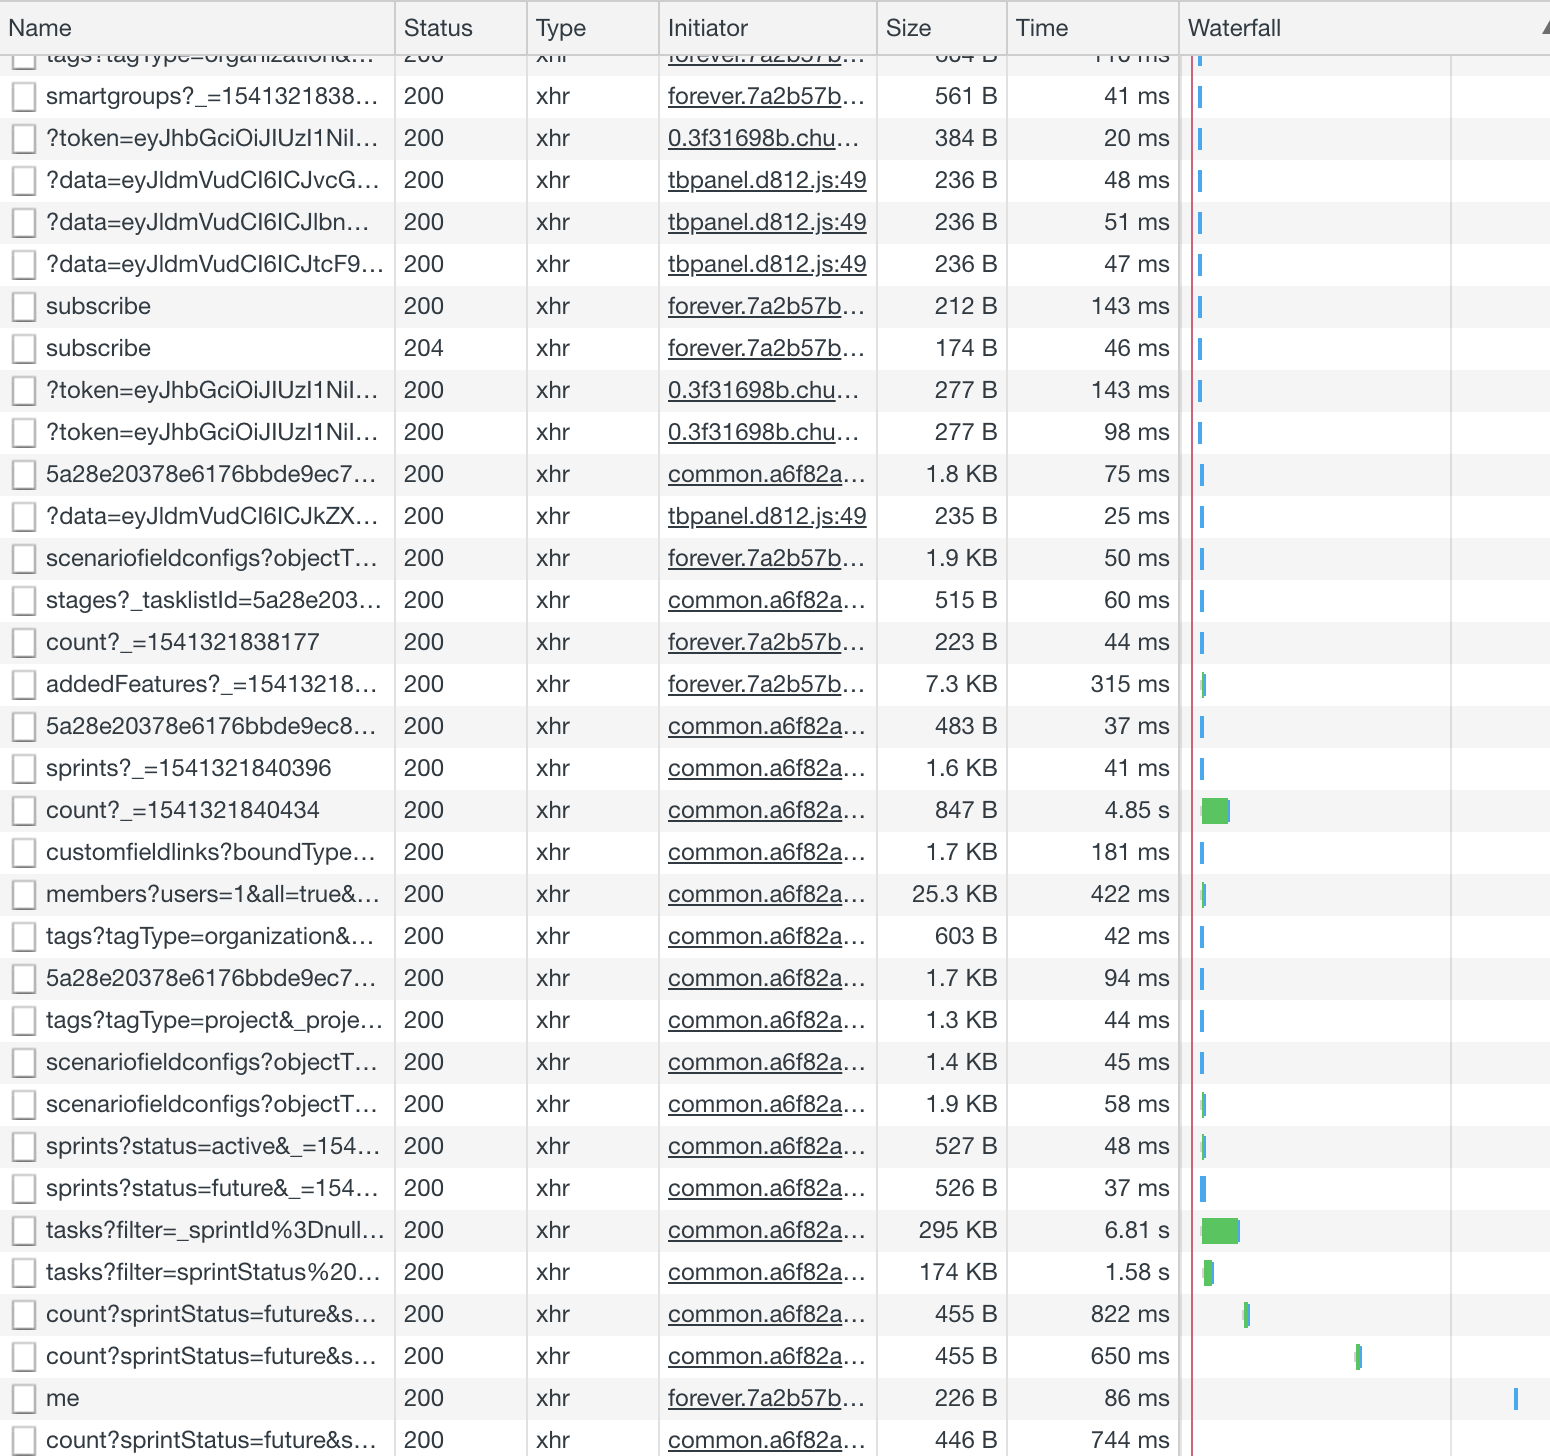 Name Status Type Initiator Size Time Waterfall
tags?tagType=organization&... 200 xhr forever.7a2b57b... 604 B 110 ms
smartgroups?_=1541321838... 200 xhr forever.7a2b57b... 561 B 41 ms
?token=eyJhbGciOiJIUzI1NiI... 200 xhr 0.3f31698b.chu... 384 B 20 ms
?data=eyJldmVudCI6ICJvcG... 200 xhr tbpanel.d812.js:49 236 B 48 ms
?data=eyJldmVudCI6ICJlbn... 200 xhr tbpanel.d812.js:49 236 B 51 ms
?data=eyJldmVudCI6ICJtcF9... 200 xhr tbpanel.d812.js:49 236 B 47 ms
subscribe 200 xhr forever.7a2b57b... 212 B 143 ms
subscribe 204 xhr forever.7a2b57b... 174 B 46 ms
?token=eyJhbGciOiJIUzI1NiI... 200 xhr 0.3f31698b.chu... 277 B 143 ms
?token=eyJhbGciOiJIUzI1NiI... 200 xhr 0.3f31698b.chu... 277 B 98 ms
5a28e20378e6176bbde9ec7... 200 xhr common.a6f82a... 1.8 KB 75 ms
?data=eyJldmVudCI6ICJkZX... 200 xhr tbpanel.d812.js:49 235 B 25 ms
scenariofieldconfigs?objectT... 200 xhr forever.7a2b57b... 1.9 KB 50 ms
stages?_tasklistId=5a28e203... 200 xhr common.a6f82a... 515 B 60 ms
count?_=1541321838177 200 xhr forever.7a2b57b... 223 B 44 ms
addedFeatures?_=15413218... 200 xhr forever.7a2b57b... 7.3 KB 315 ms
5a28e20378e6176bbde9ec8... 200 xhr common.a6f82a... 483 B 37 ms
sprints?_=1541321840396 200 xhr common.a6f82a... 1.6 KB 41 ms
count?_=1541321840434 200 xhr common.a6f82a... 847 B 4.85 s
customfieldlinks?boundType... 200 xhr common.a6f82a... 1.7 KB 181 ms
members?users=1&all=true&... 200 xhr common.a6f82a... 25.3 KB 422 ms
tags?tagType=organization&... 200 xhr common.a6f82a... 603 B 42 ms
5a28e20378e6176bbde9ec7... 200 xhr common.a6f82a... 1.7 KB 94 ms
tags?tagType=project&_proje... 200 xhr common.a6f82a... 1.3 KB 44 ms
scenariofieldconfigs?objectT... 200 xhr common.a6f82a... 1.4 KB 45 ms
scenariofieldconfigs?objectT... 200 xhr common.a6f82a... 1.9 KB 58 ms
sprints?status=active&_=154... 200 xhr common.a6f82a... 527 B 48 ms
sprints?status=future&_=154... 200 xhr common.a6f82a... 526 B 37 ms
tasks?filter=_sprintId%3Dnull... 200 xhr common.a6f82a... 295 KB 6.81 s
tasks?filter=sprintStatus%20... 200 xhr common.a6f82a... 174 KB 1.58 s
count?sprintStatus=future&s... 200 xhr common.a6f82a... 455 B 822 ms
count?sprintStatus=future&s... 200 xhr common.a6f82a... 455 B 650 ms
me 200 xhr forever.7a2b57b... 226 B 86 ms
count?sprintStatus=future&s... 200 xhr common.a6f82a... 446 B 744 ms